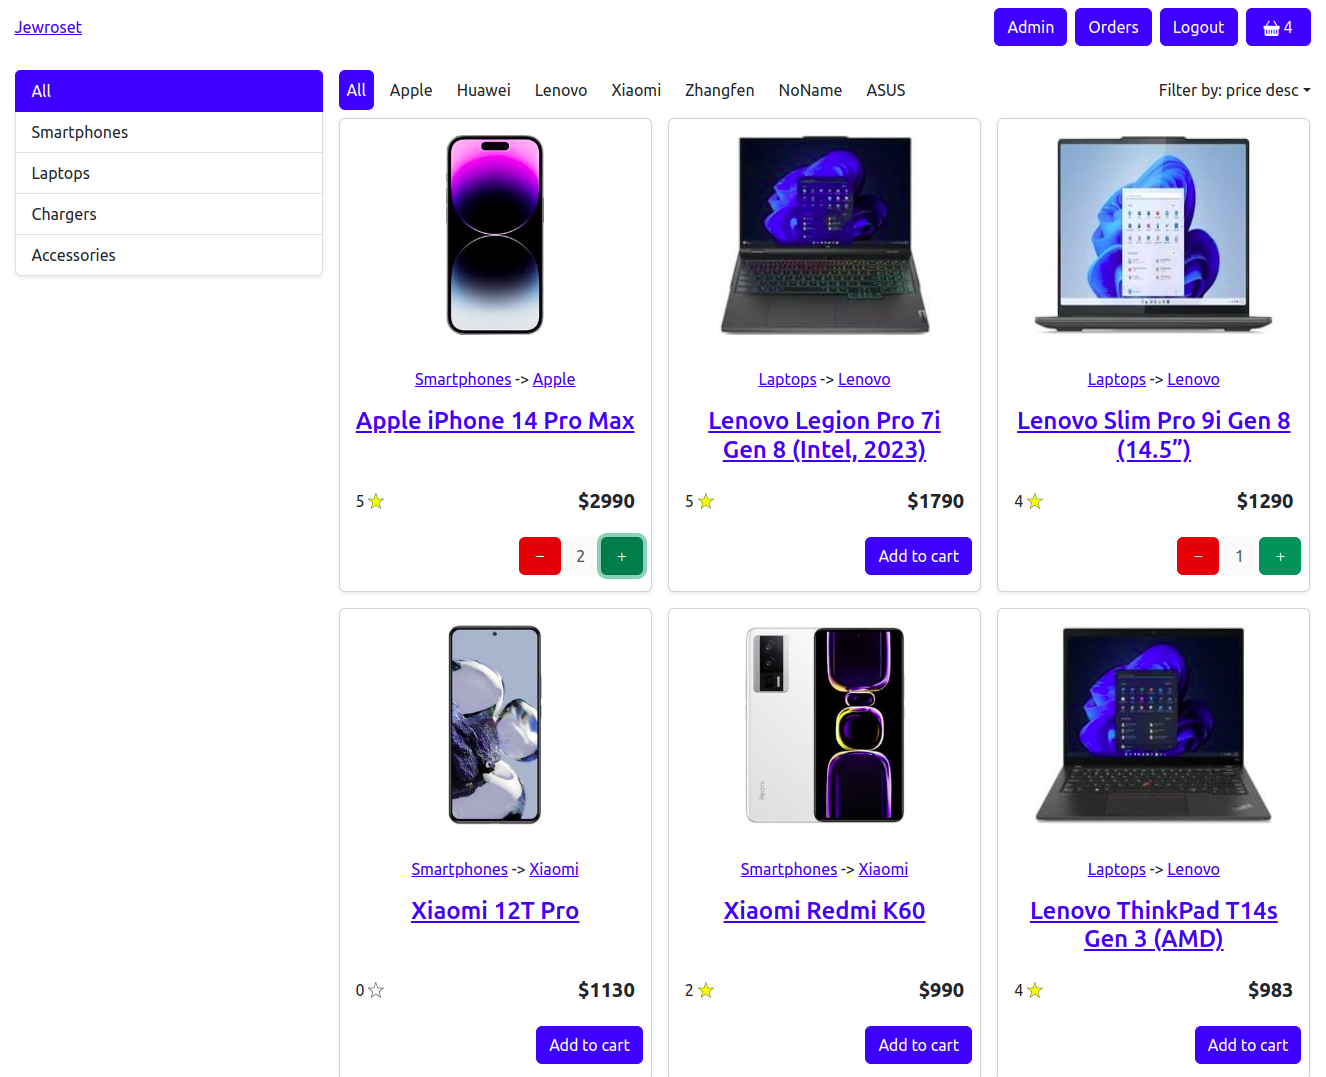 Jewroset
Admin Orders Logout 4
All
Smartphones
Laptops
Chargers
Accessories
All Apple Huawei Lenovo Xiaomi Zhangfen NoName ASUS Filter by: price desc
Smartphones -> Apple
Apple iPhone 14 Pro Max
5 $2990
− 2 +
Laptops -> Lenovo
Lenovo Legion Pro 7i
Gen 8 (Intel, 2023)
5 $1790
Add to cart
Laptops -> Lenovo
Lenovo Slim Pro 9i Gen 8
(14.5”)
4 $1290
− 1 +
Smartphones -> Xiaomi
Xiaomi 12T Pro
0 $1130
Add to cart
Redmi
Smartphones -> Xiaomi
Xiaomi Redmi K60
2 $990
Add to cart
Laptops -> Lenovo
Lenovo ThinkPad T14s
Gen 3 (AMD)
4 $983
Add to cart